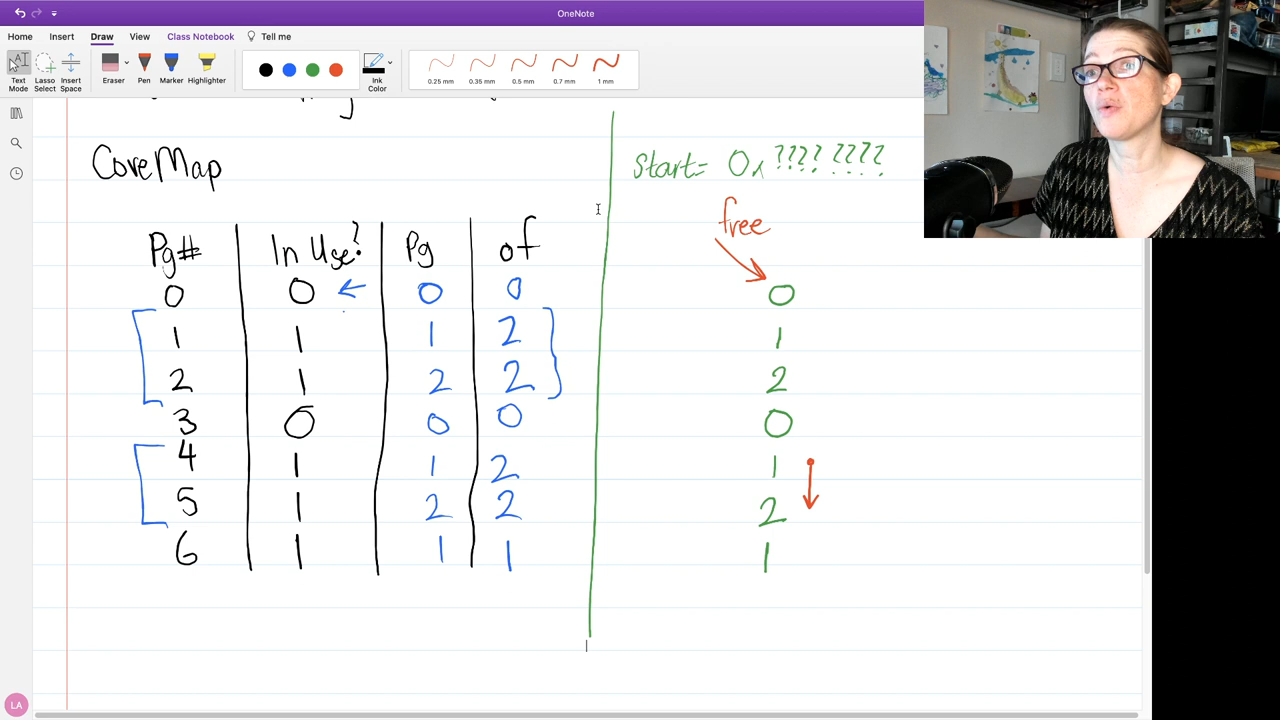 OneNote
Home Insert Draw View Class Notebook Tell me
Text Mode
Lasso Select
Insert Space
Eraser
Pen
Marker
Highlighter
Ink Color
0.25 mm
0.35 mm
0.5 mm
0.7 mm
1 mm
CoreMap
Pg# In Use? Pg of
0 0 0 0
1 1 1 2
2 1 2 2
3 0 0 0
4 1 1 2
5 1 2 2
6 1 1 1
start= 0x ???? ????
free
0
1
2
0
1
2
1
LA